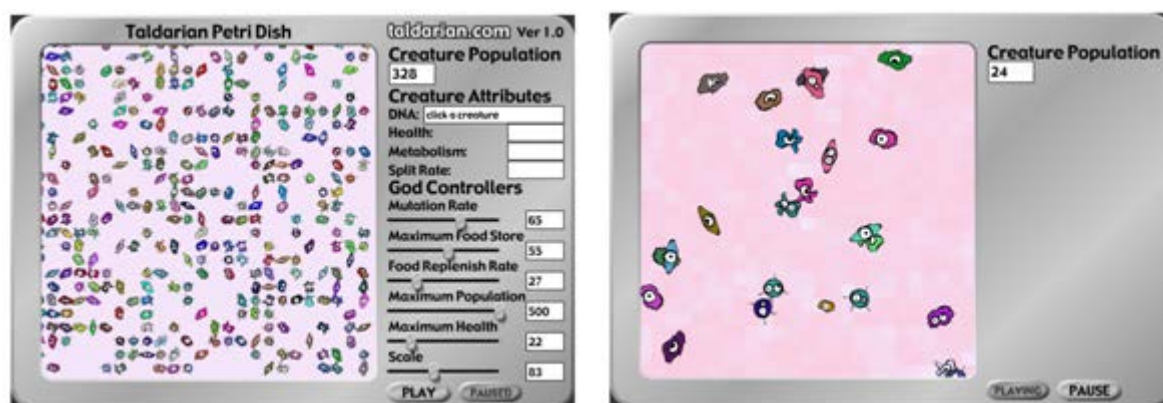 Taldarian Petri Dish
taldarian.com Ver 1.0
Creature Population
328
Creature Attributes
DNA: click a creature
Health:
Metabolism:
Split Rate:
God Controllers
Mutation Rate
65
Maximum Food Store
55
Food Replenish Rate
27
Maximum Population
500
Maximum Health
22
Scale
83
PLAY PAUSED
Creature Population
24
PLAYING PAUSE